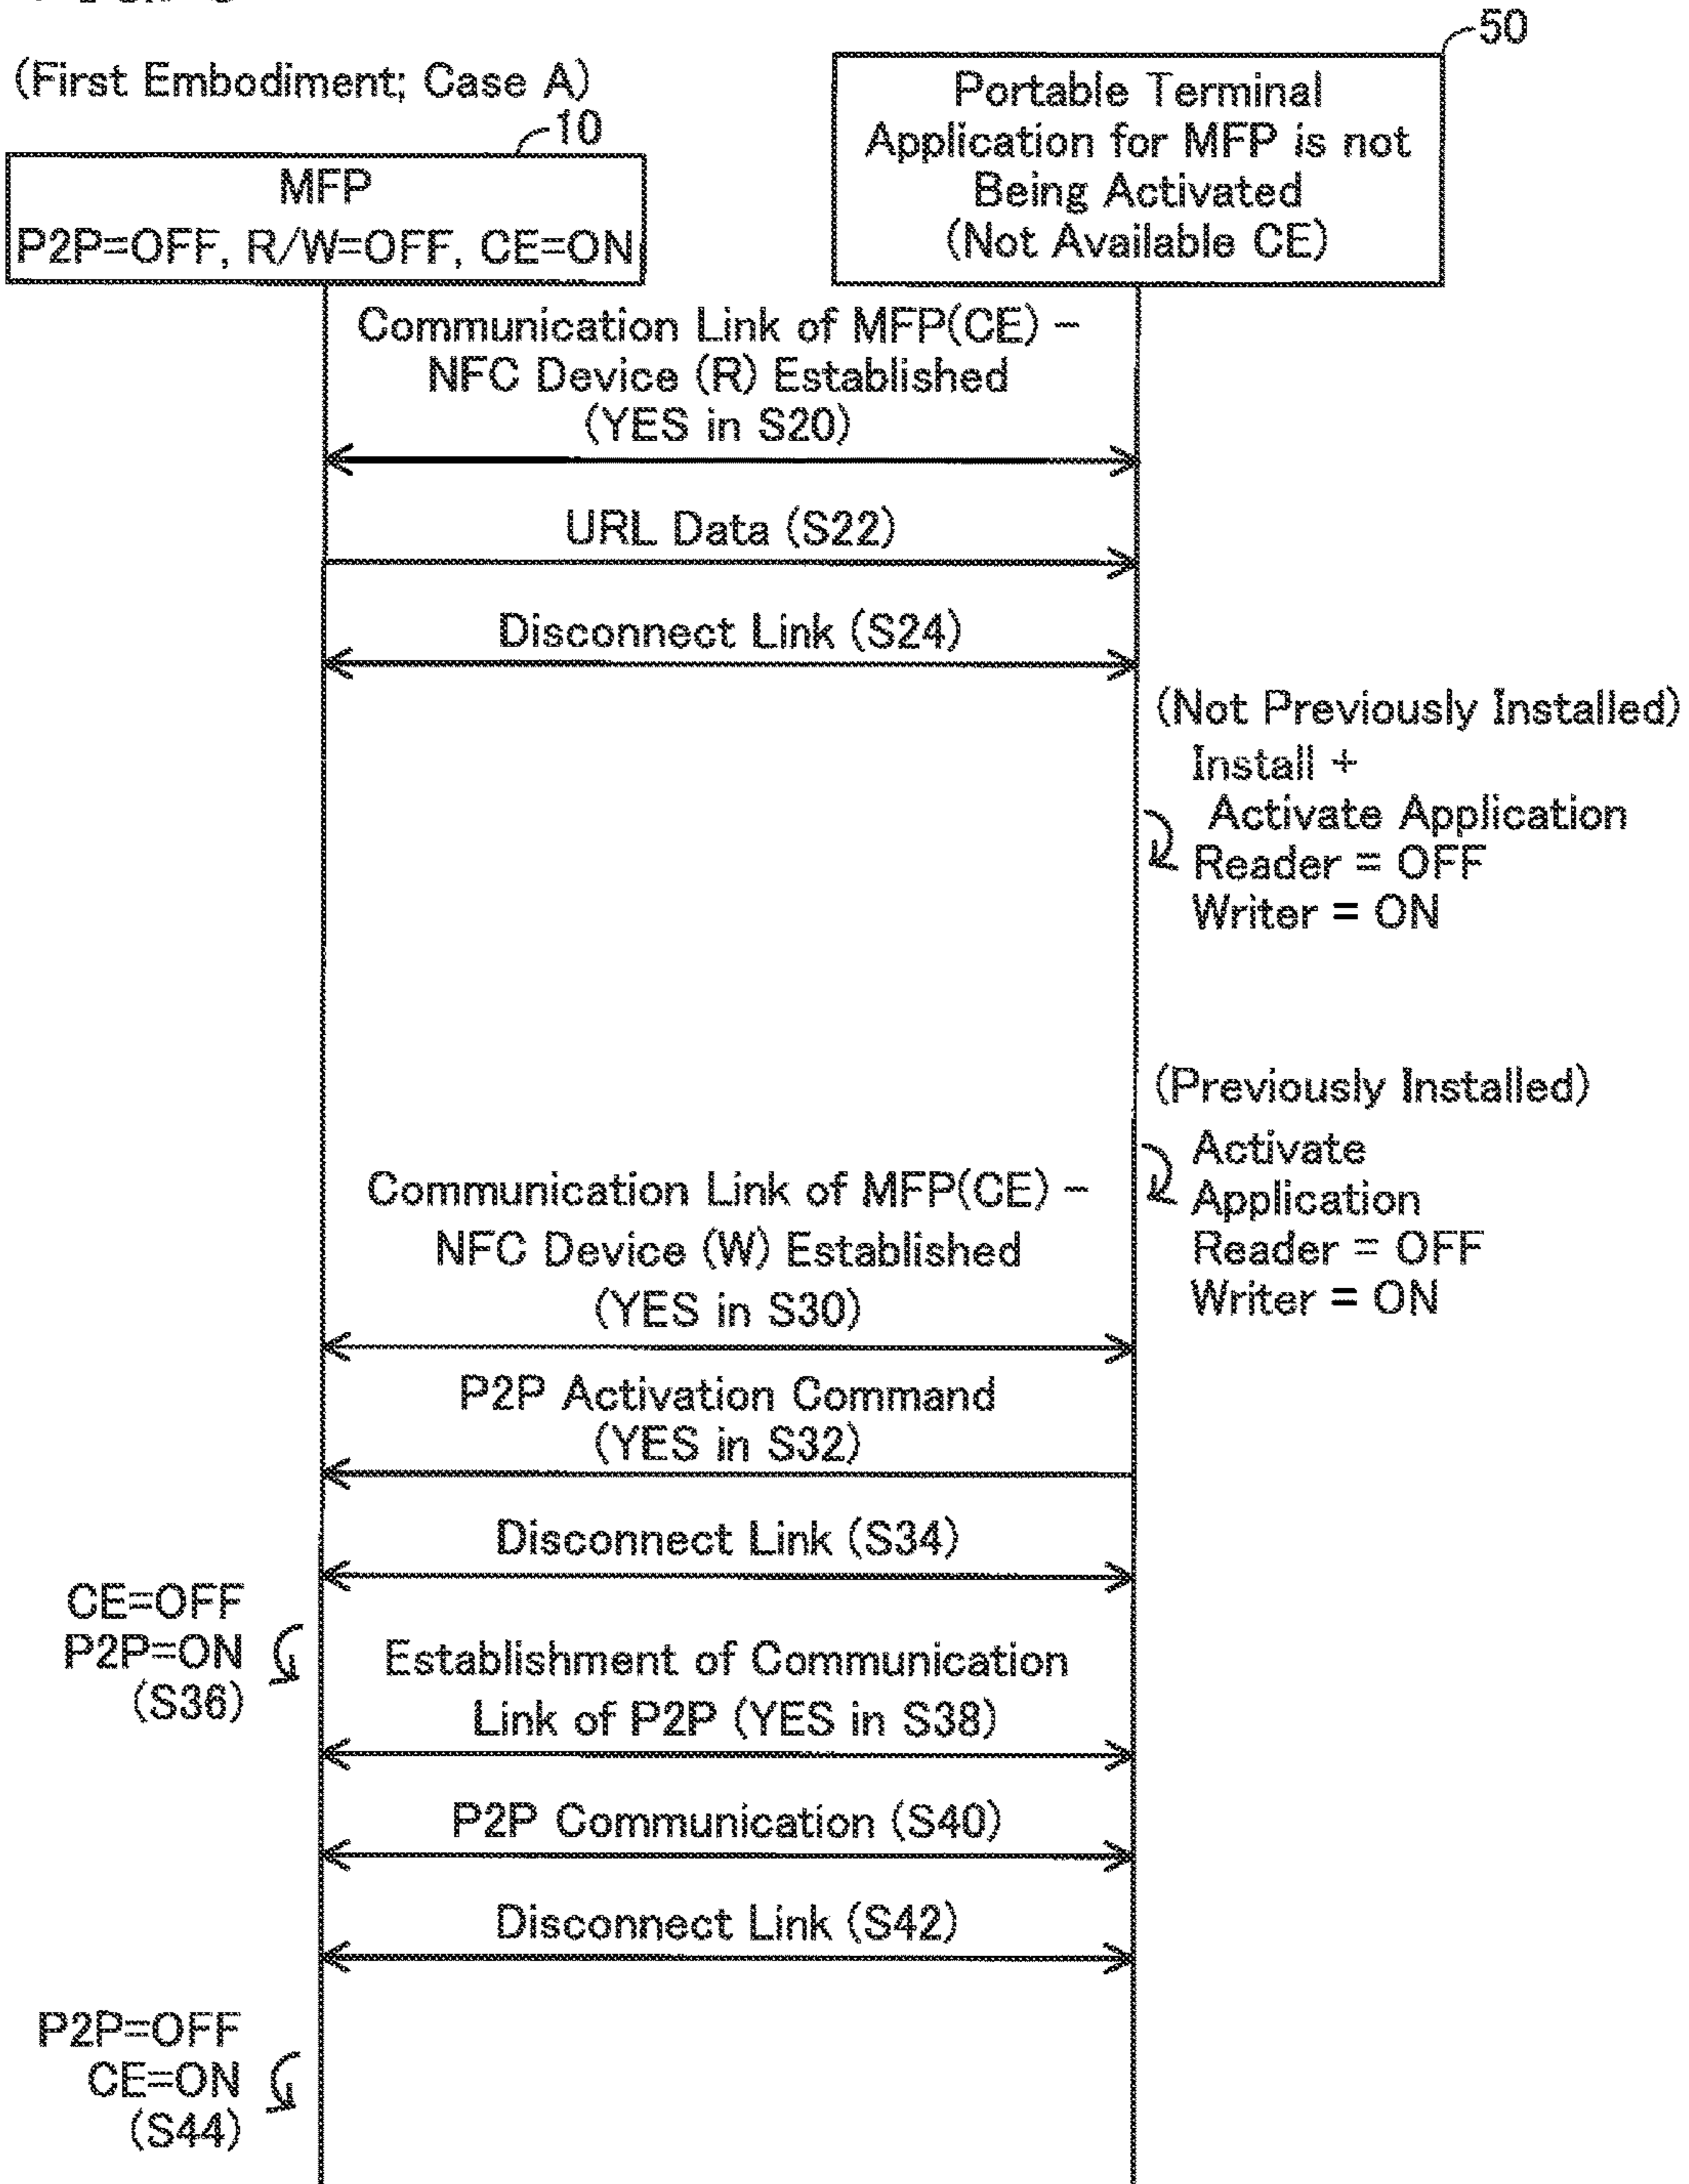 (First Embodiment; Case A)
10
MFP
P2P=OFF, R/W=OFF, CE=ON
50
Portable Terminal
Application for MFP is not
Being Activated
(Not Available CE)
Communication Link of MFP(CE) –
NFC Device (R) Established
(YES in S20)
URL Data (S22)
Disconnect Link (S24)
(Not Previously Installed)
Install +
Activate Application
Reader = OFF
Writer = ON
(Previously Installed)
Activate
Application
Reader = OFF
Writer = ON
Communication Link of MFP(CE) –
NFC Device (W) Established
(YES in S30)
P2P Activation Command
(YES in S32)
Disconnect Link (S34)
CE=OFF
P2P=ON
(S36)
Establishment of Communication
Link of P2P (YES in S38)
P2P Communication (S40)
Disconnect Link (S42)
P2P=OFF
CE=ON
(S44)